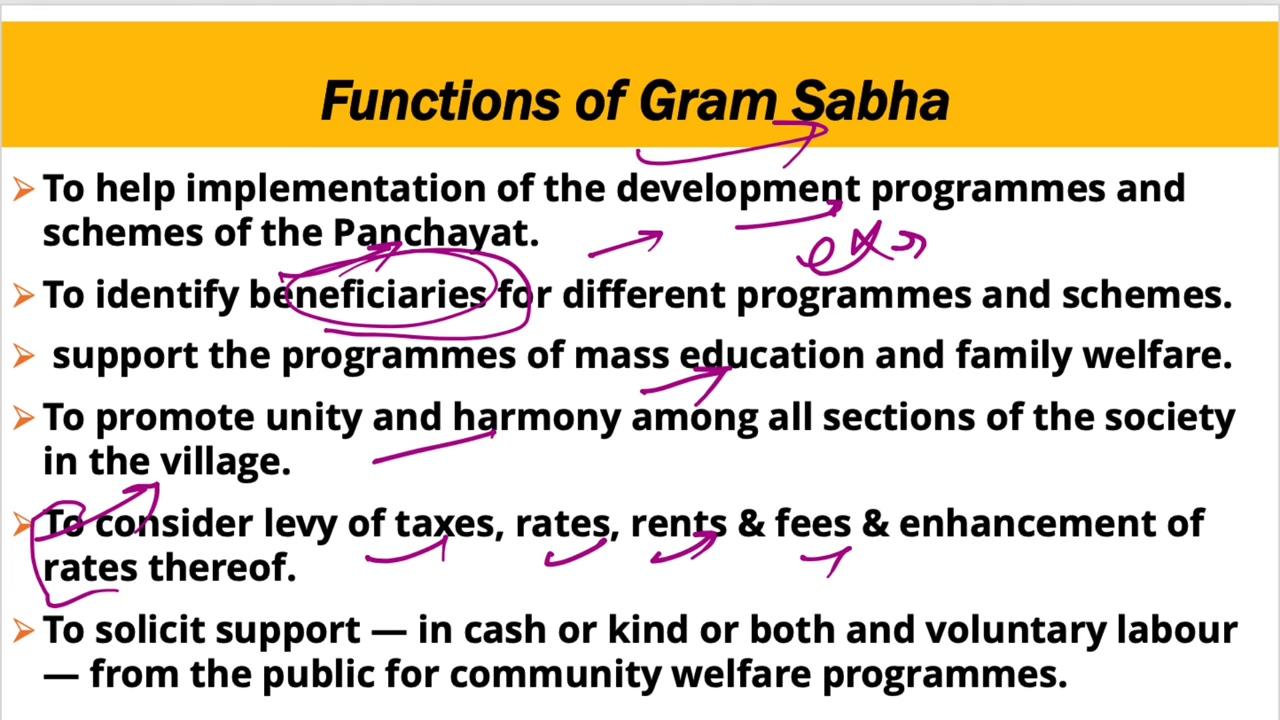 Functions of Gram Sabha
➢ To help implementation of the development programmes and
schemes of the Panchayat.
➢ To identify beneficiaries for different programmes and schemes.
➢ support the programmes of mass education and family welfare.
➢ To promote unity and harmony among all sections of the society
in the village.
➢ To consider levy of taxes, rates, rents & fees & enhancement of
rates thereof.
➢ To solicit support — in cash or kind or both and voluntary labour
— from the public for community welfare programmes.